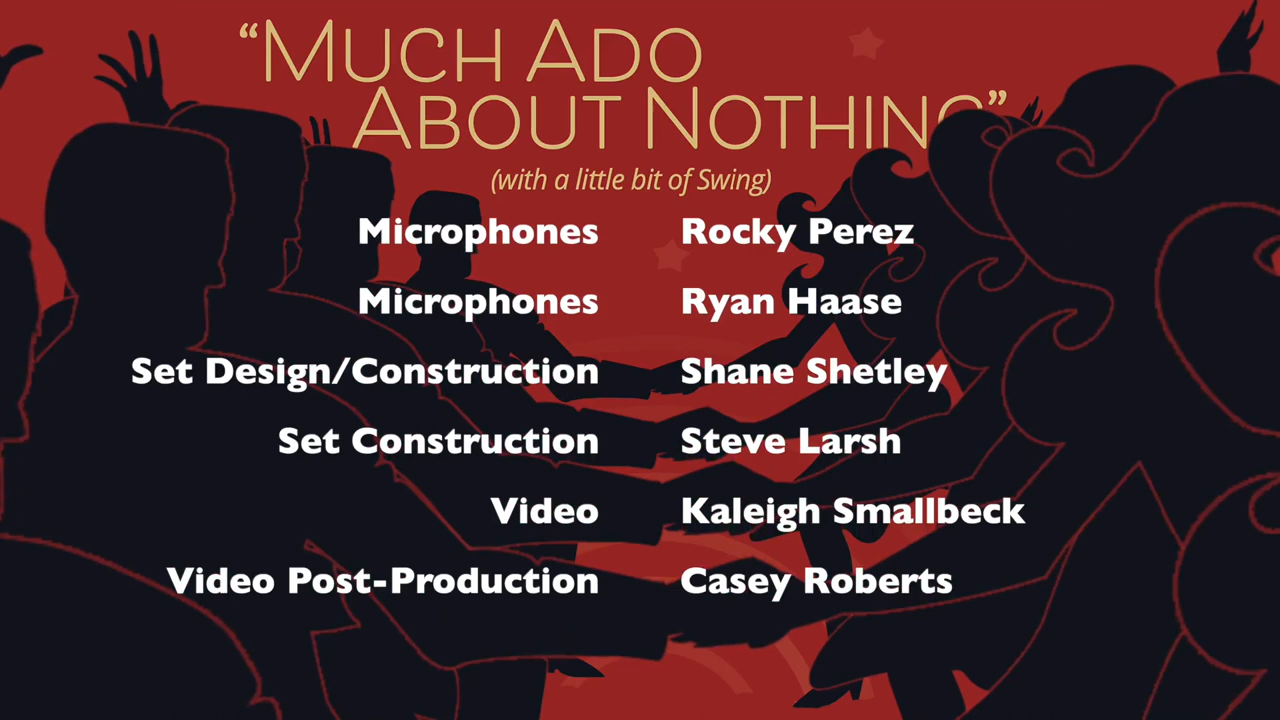 “MUCH ADO
ABOUT NOTHING”
(with a little bit of Swing)
Microphones Rocky Perez
Microphones Ryan Haase
Set Design/Construction Shane Shetley
Set Construction Steve Larsh
Video Kaleigh Smallbeck
Video Post-Production Casey Roberts